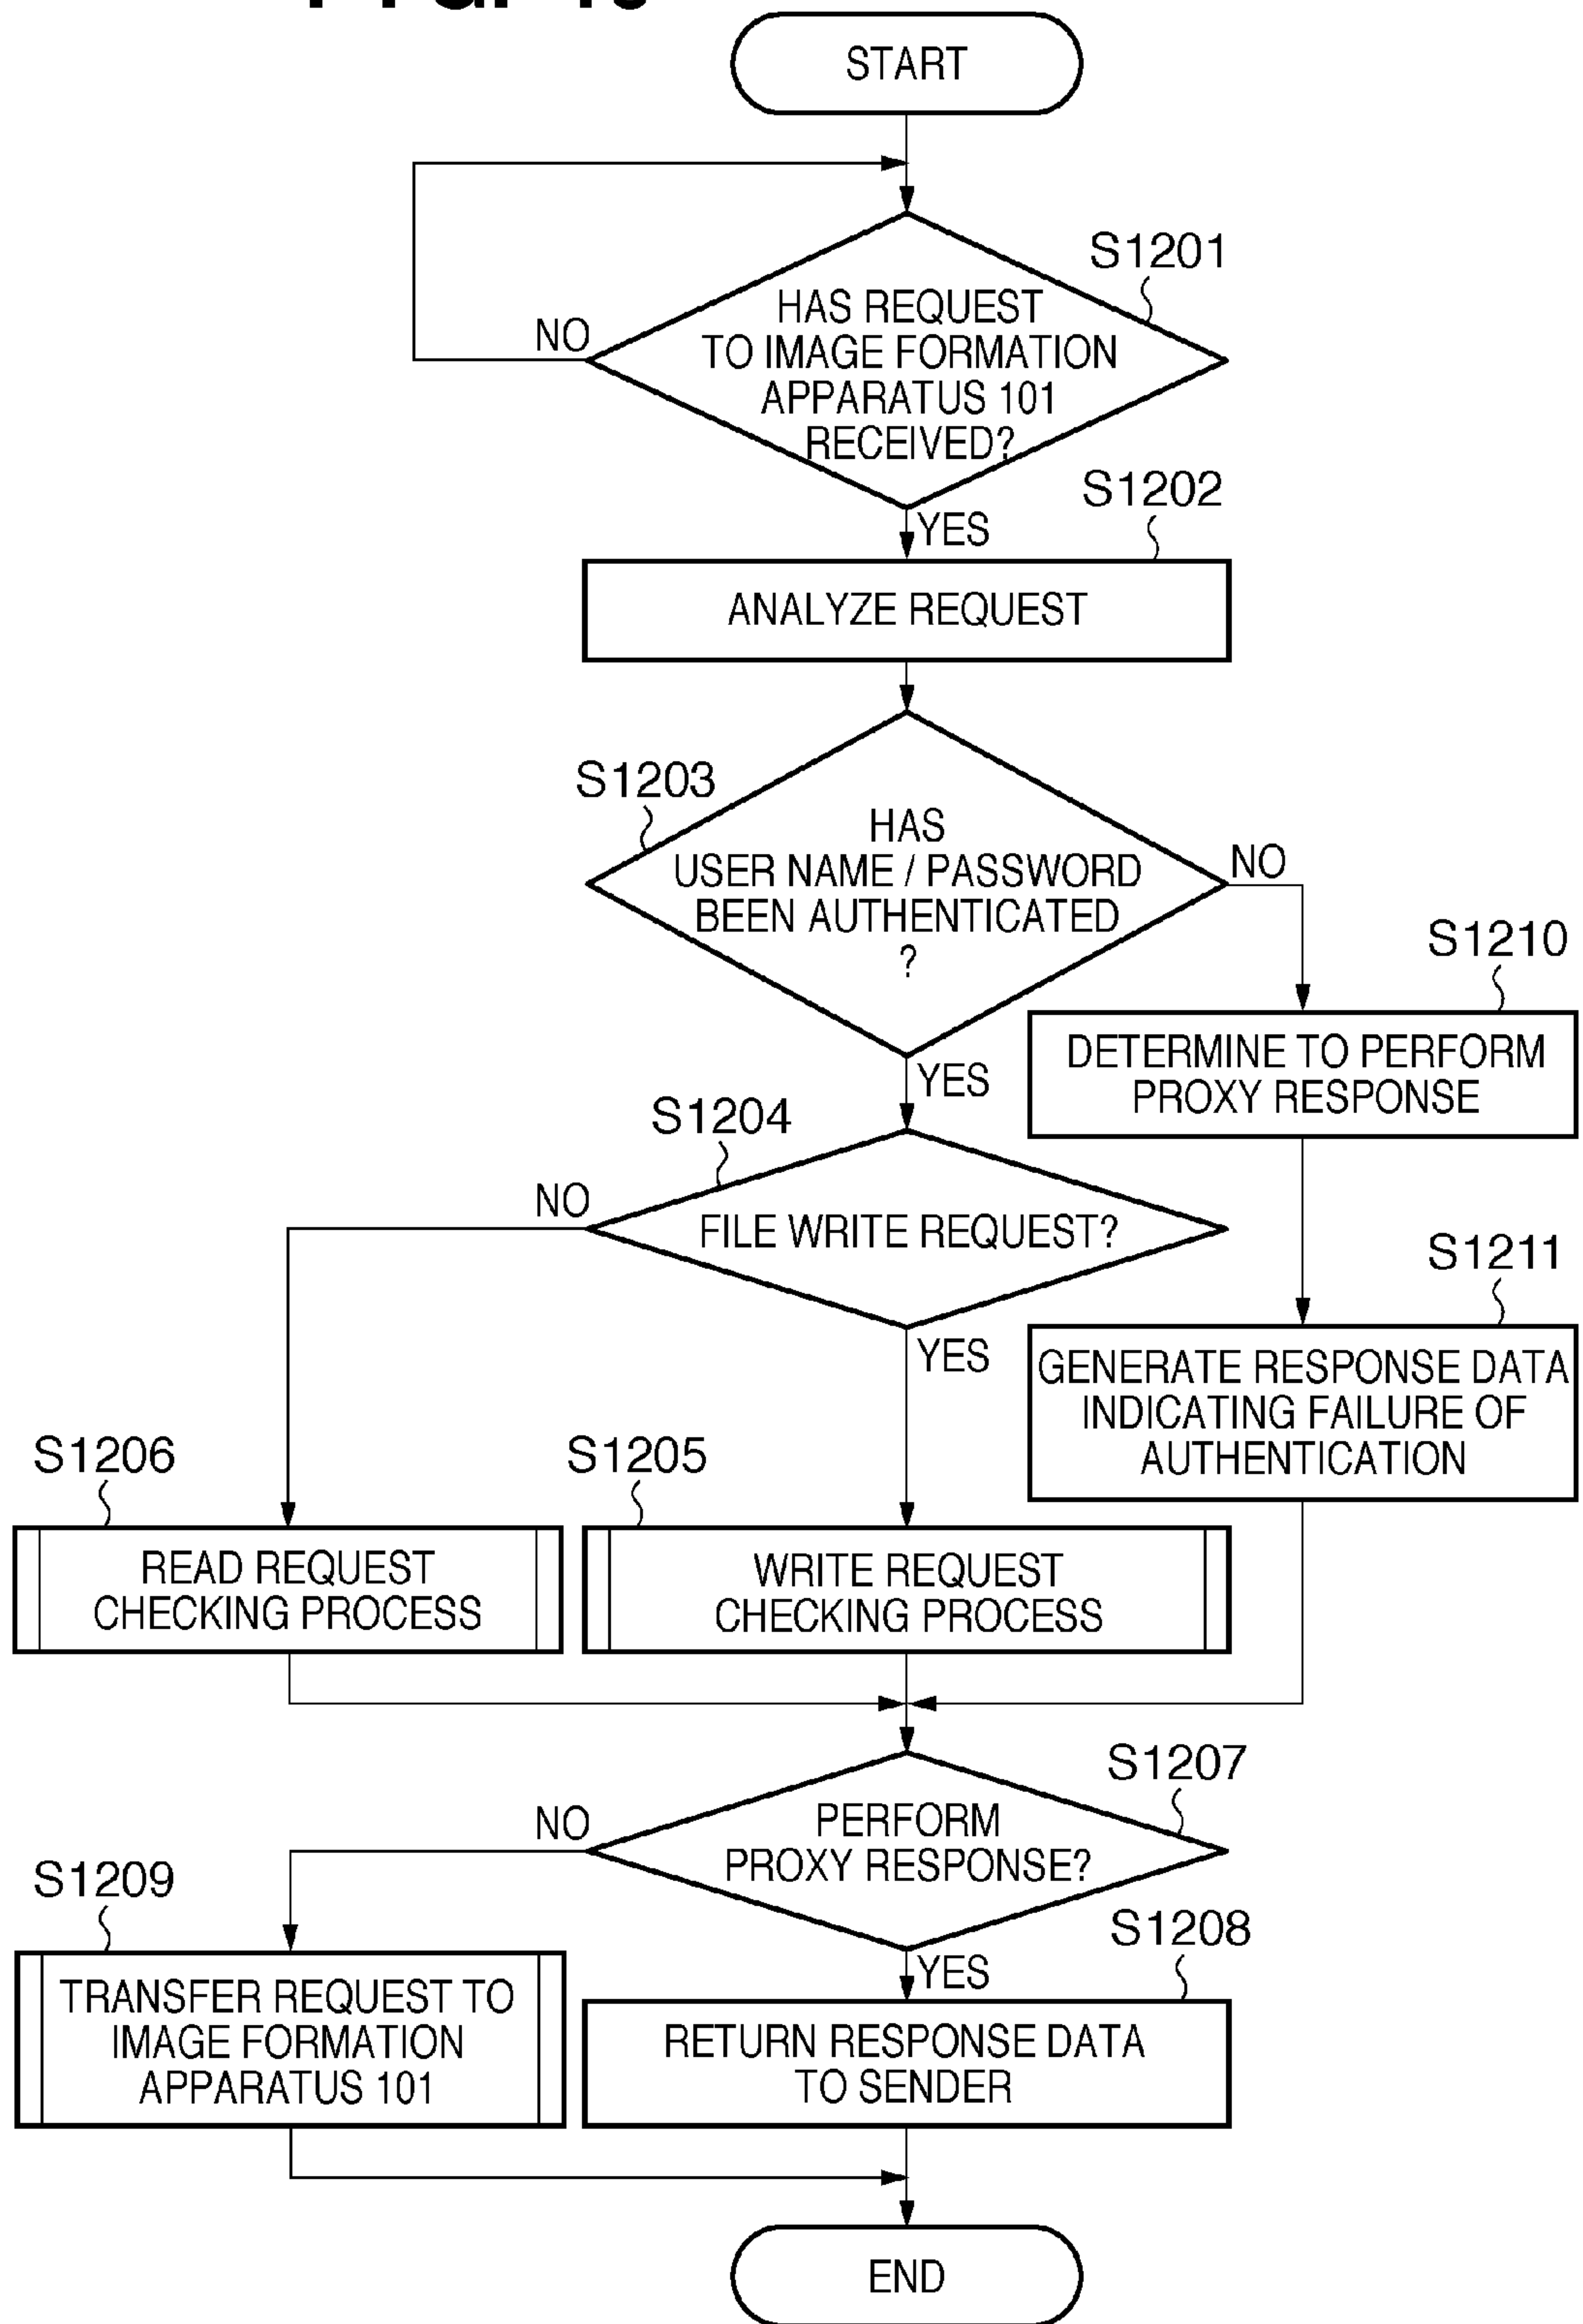 START
S1201
HAS REQUEST
TO IMAGE FORMATION
APPARATUS 101
RECEIVED?
NO
YES
S1202
ANALYZE REQUEST
S1203
HAS
USER NAME / PASSWORD
BEEN AUTHENTICATED
?
NO
YES
S1210
DETERMINE TO PERFORM
PROXY RESPONSE
S1204
FILE WRITE REQUEST?
NO
YES
S1211
GENERATE RESPONSE DATA
INDICATING FAILURE OF
AUTHENTICATION
S1206
READ REQUEST
CHECKING PROCESS
S1205
WRITE REQUEST
CHECKING PROCESS
S1207
PERFORM
PROXY RESPONSE?
NO
YES
S1209
TRANSFER REQUEST TO
IMAGE FORMATION
APPARATUS 101
S1208
RETURN RESPONSE DATA
TO SENDER
END